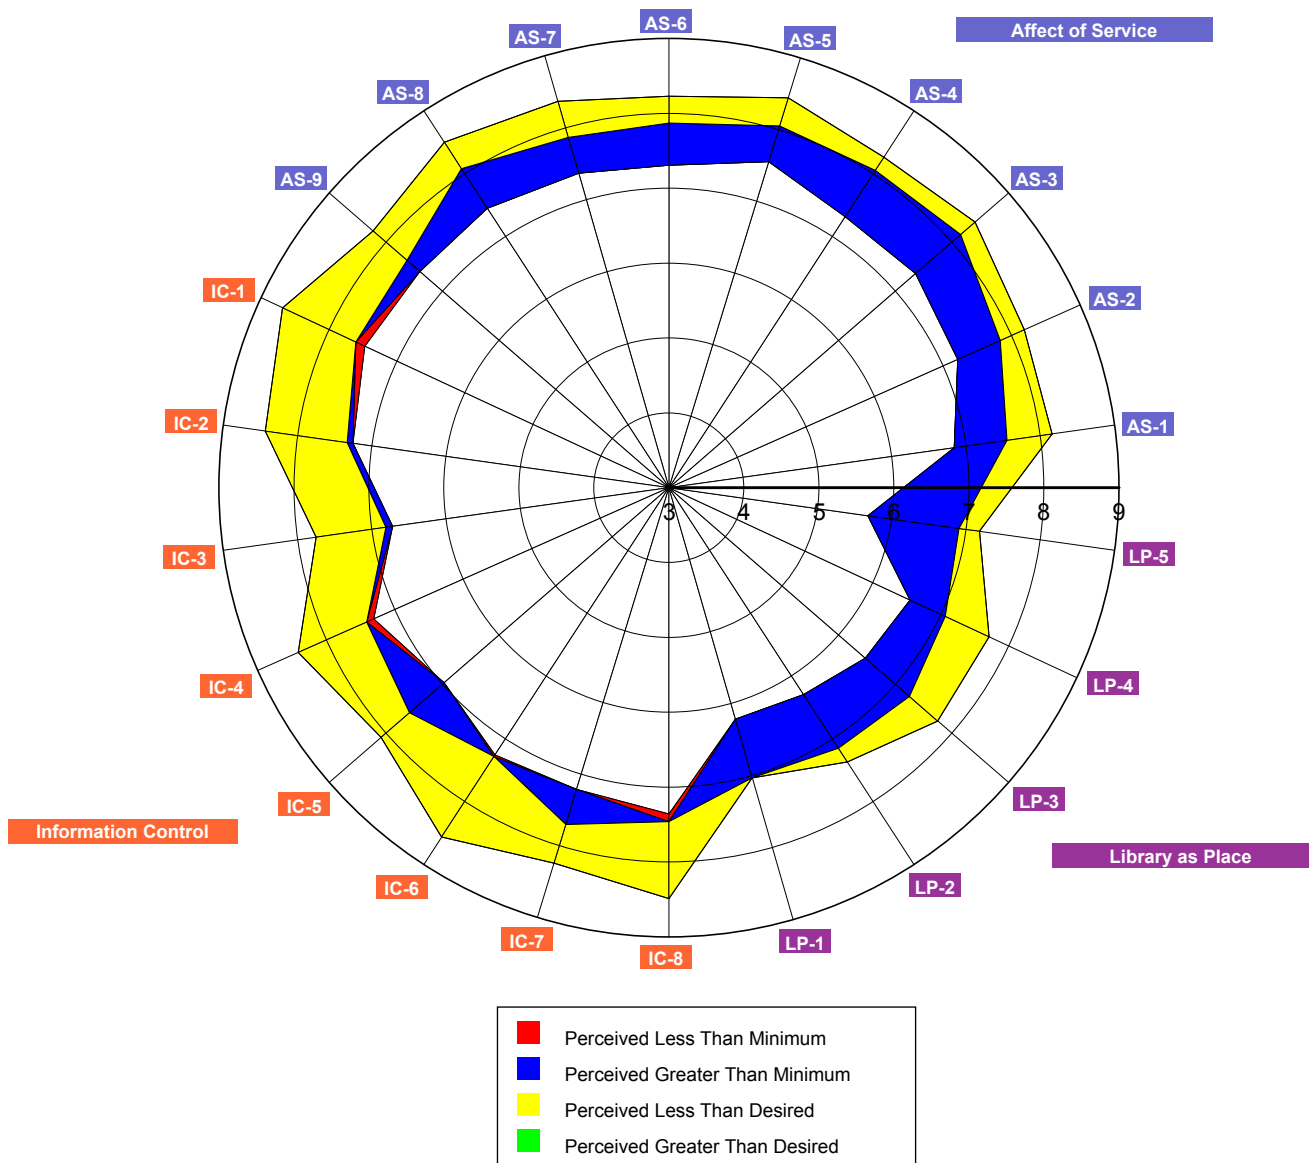 AS-6
Affect of Service
AS-7
AS-5
AS-8
AS-4
AS-9
AS-3
IC-1
AS-2
IC-2
AS-1
3 4 5 6 7 8 9
IC-3
LP-5
IC-4
LP-4
IC-5
LP-3
Information Control
Library as Place
IC-6
LP-2
IC-7
LP-1
IC-8
Perceived Less Than Minimum
Perceived Greater Than Minimum
Perceived Less Than Desired
Perceived Greater Than Desired